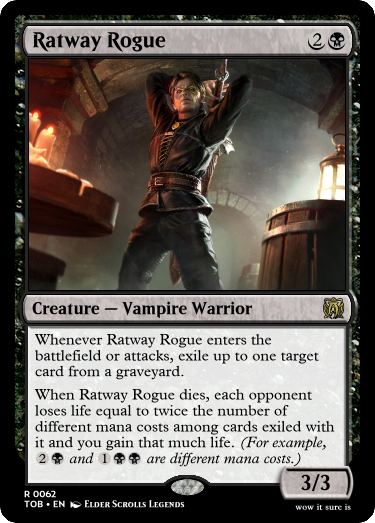 Ratway Rogue 2
Creature — Vampire Warrior
Whenever Ratway Rogue enters the
battlefield or attacks, exile up to one target
card from a graveyard.
When Ratway Rogue dies, each opponent
loses life equal to twice the number of
different mana costs among cards exiled with
it and you gain that much life. (For example,
2 and 1 are different mana costs.)
3/3
R 0062
TOB • EN ELDER SCROLLS LEGENDS
wow it sure is